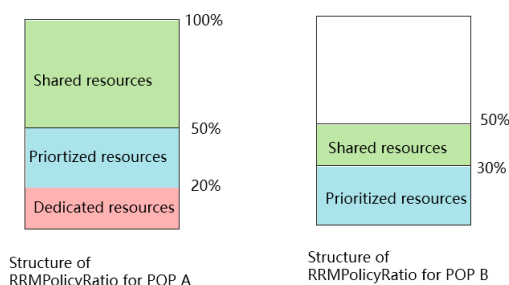 100%
Shared resources
50%
Priortized resources
20%
Dedicated resources
Structure of
RRMPolicyRatio for POP A
50%
Shared resources
30%
Prioritized resources
Structure of
RRMPolicyRatio for POP B